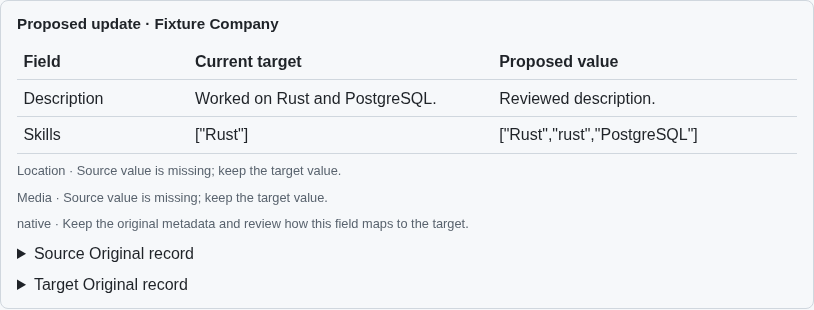 Proposed update · Fixture Company
Field Current target Proposed value
Description Worked on Rust and PostgreSQL. Reviewed description.
Skills ["Rust"] ["Rust","rust","PostgreSQL"]
Location · Source value is missing; keep the target value.
Media · Source value is missing; keep the target value.
native · Keep the original metadata and review how this field maps to the target.
Source Original record
Target Original record